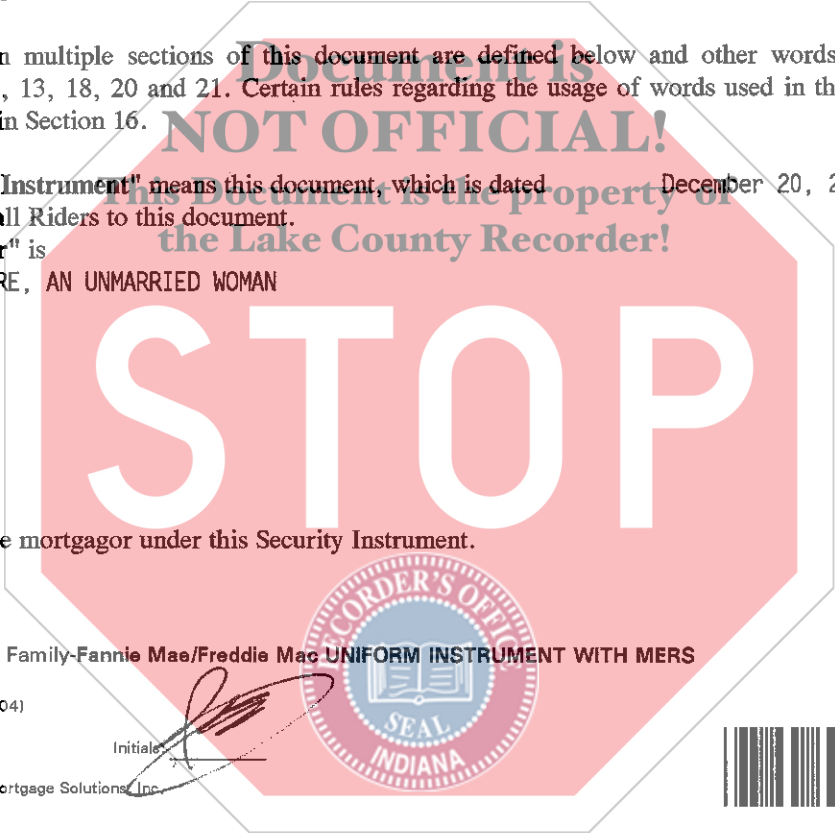 n multiple sections of this document are defined below and other words
, 13, 18, 20 and 21. Certain rules regarding the usage of words used in th
in Section 16.
Document is
NOT OFFICIAL!
This Document is the property of
the Lake County Recorder!
Instrument" means this document, which is dated December 20, 2
all Riders to this document.
r" is
RE, AN UNMARRIED WOMAN
STOP
e mortgagor under this Security Instrument.
RECORDER'S OFFICE
SEAL
INDIANA
Family-Fannie Mae/Freddie Mac UNIFORM INSTRUMENT WITH MERS
04)
Initials
ortgage Solutions, Inc.